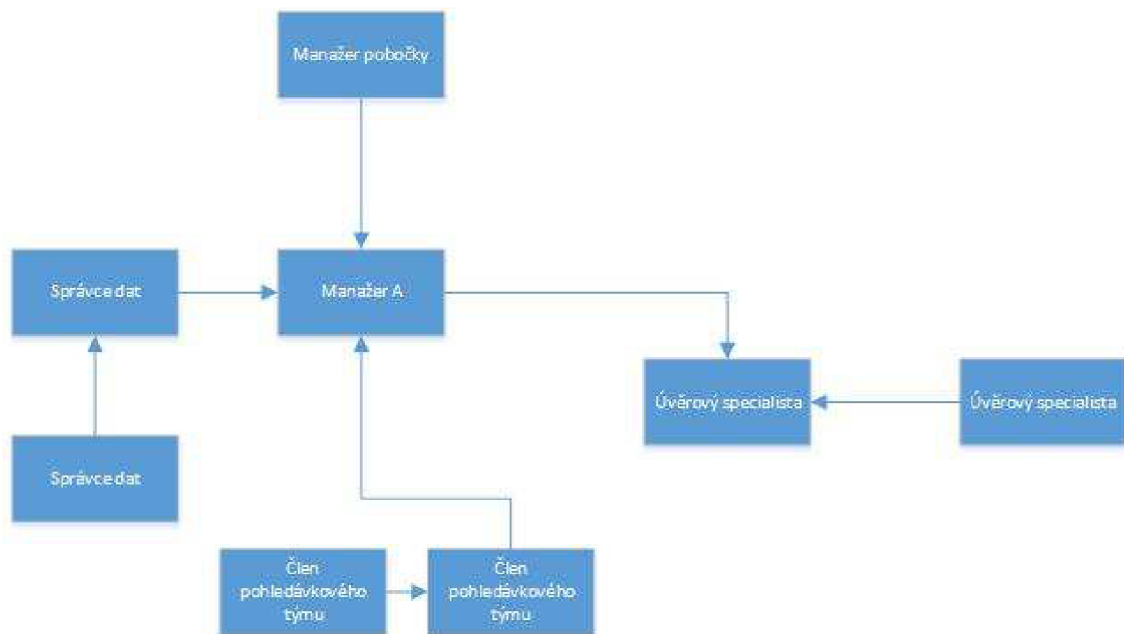 Manažer pobočky
Správce dat
Manažer A
Úvěrový specialista
Úvěrový specialista
Správce dat
Člen
pohledávkového
týmu
Člen
pohledávkového
týmu